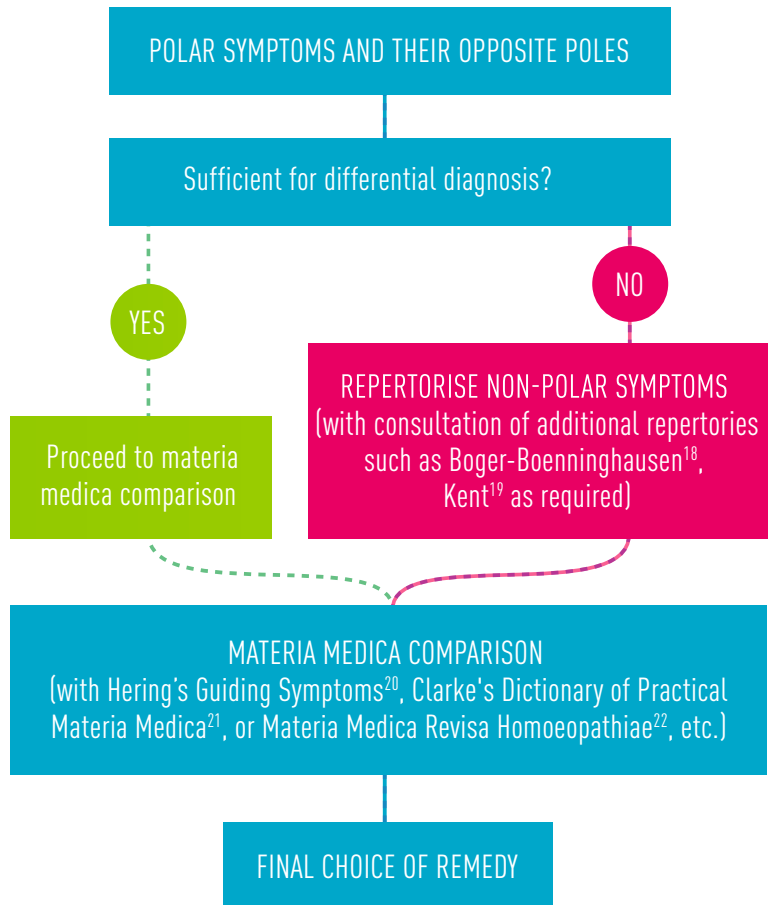 POLAR SYMPTOMS AND THEIR OPPOSITE POLES
Sufficient for differential diagnosis?
YES
NO
Proceed to materia
medica comparison
REPERTORISE NON-POLAR SYMPTOMS
(with consultation of additional repertories
such as Boger-Boenninghausen¹⁸,
Kent¹⁹ as required)
MATERIA MEDICA COMPARISON
(with Hering’s Guiding Symptoms²⁰, Clarke's Dictionary of Practical
Materia Medica²¹, or Materia Medica Revisa Homoeopathiae²², etc.)
FINAL CHOICE OF REMEDY